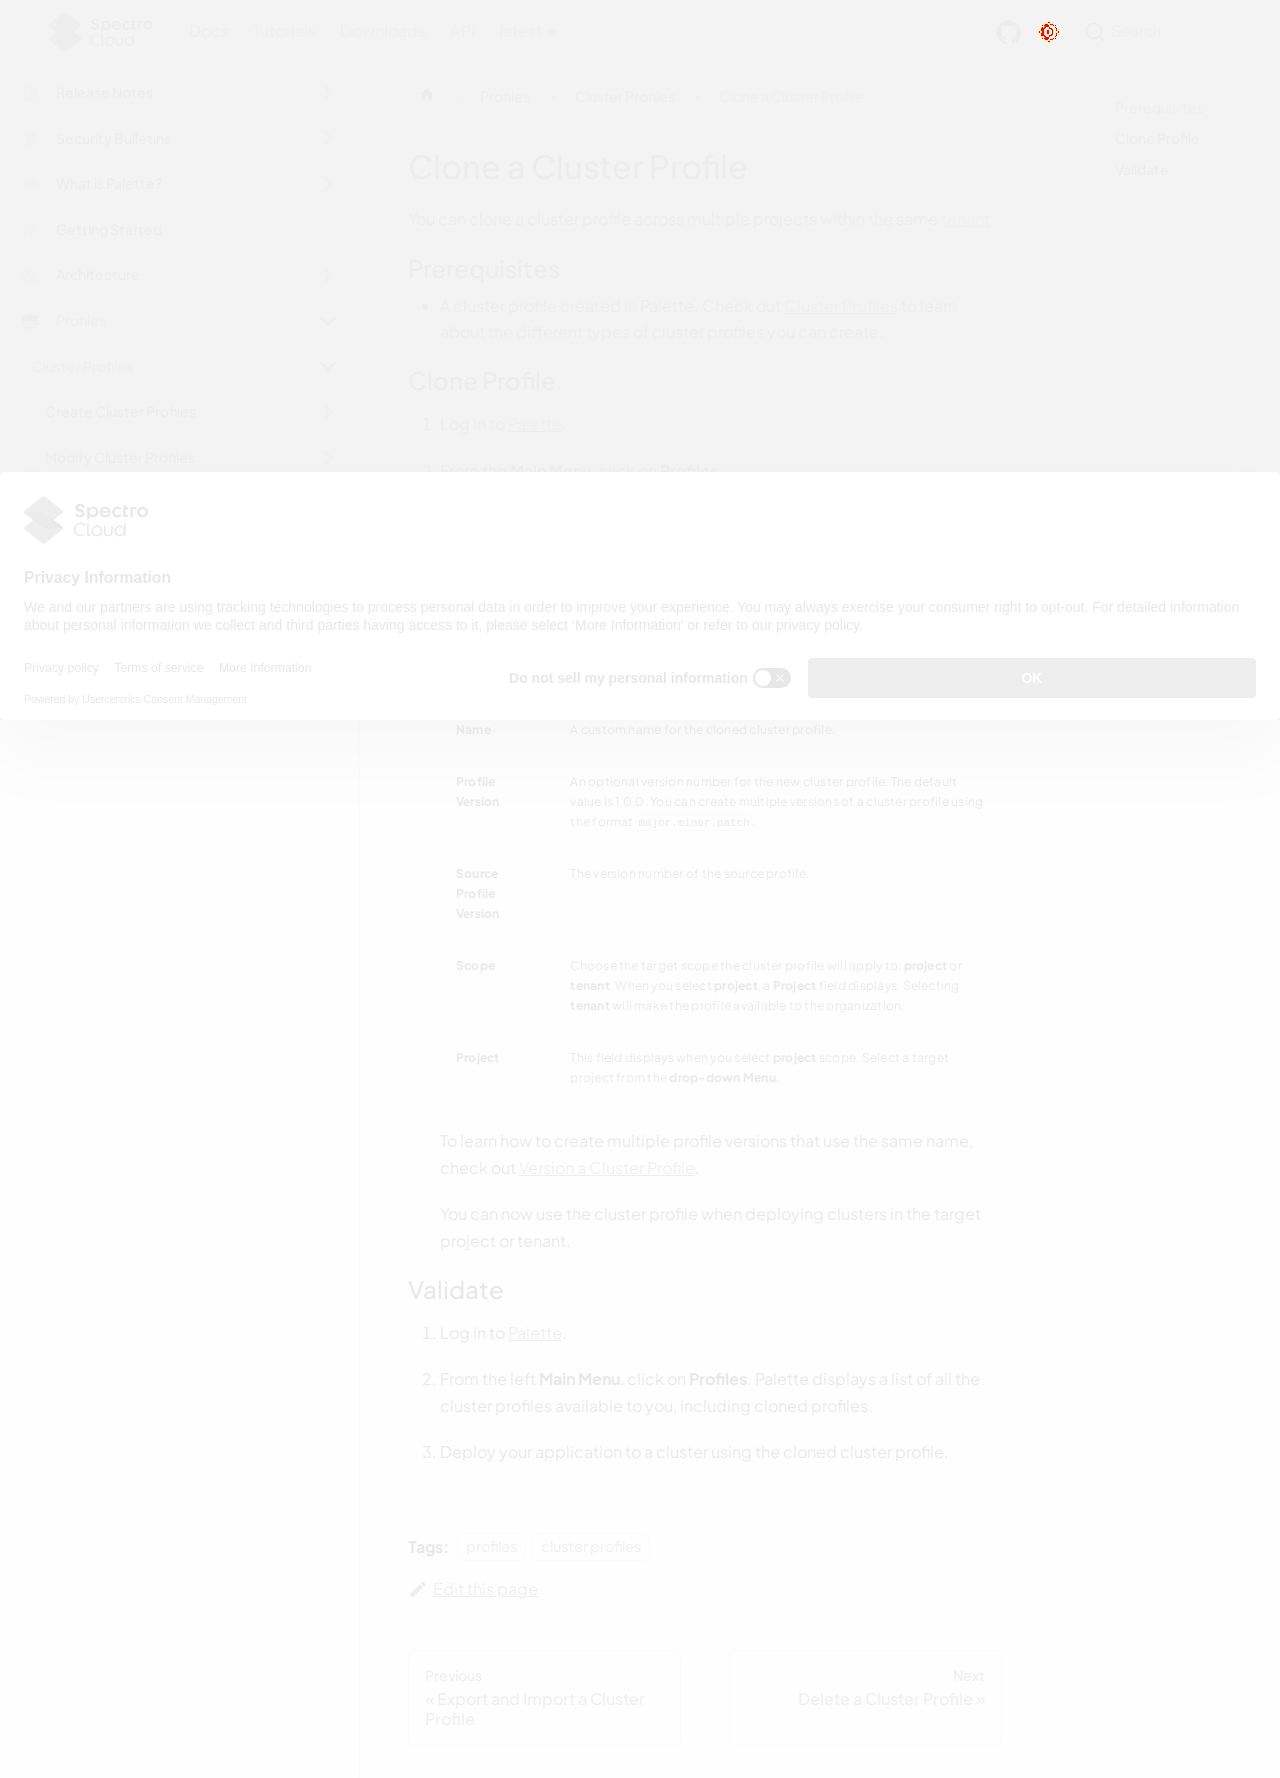 Spectro
Cloud
Docs
Tutorials
Downloads
API
latest
Search
Release Notes
Security Bulletins
What is Palette?
Getting Started
Architecture
Profiles
Cluster Profiles
Create Cluster Profiles
Modify Cluster Profiles
Profiles
Cluster Profiles
Clone a Cluster Profile
Prerequisites
Clone Profile
Validate
Clone a Cluster Profile
You can clone a cluster profile across multiple projects within the same tenant.
Prerequisites
• A cluster profile created in Palette. Check out Cluster Profiles to learn
about the different types of cluster profiles you can create.
Clone Profile
1. Log in to Palette.
2. From the Main Menu, click on Profiles.
Spectro
Cloud
Privacy Information
We and our partners are using tracking technologies to process personal data in order to improve your experience. You may always exercise your consumer right to opt-out. For detailed information
about personal information we collect and third parties having access to it, please select 'More Information' or refer to our privacy policy.
Privacy policy
Terms of service
More Information
Powered by Usercentrics Consent Management
Do not sell my personal information
OK
Name
A custom name for the cloned cluster profile.
Profile
Version
An optional version number for the new cluster profile. The default
value is 1.0.0. You can create multiple versions of a cluster profile using
the format major.minor.patch.
Source
Profile
Version
The version number of the source profile.
Scope
Choose the target scope the cluster profile will apply to: project or
tenant. When you select project, a Project field displays. Selecting
tenant will make the profile available to the organization.
Project
This field displays when you select project scope. Select a target
project from the drop-down Menu.
To learn how to create multiple profile versions that use the same name,
check out Version a Cluster Profile.
You can now use the cluster profile when deploying clusters in the target
project or tenant.
Validate
1. Log in to Palette.
2. From the left Main Menu, click on Profiles. Palette displays a list of all the
cluster profiles available to you, including cloned profiles.
3. Deploy your application to a cluster using the cloned cluster profile.
Tags:
profiles
cluster profiles
Edit this page
Previous
« Export and Import a Cluster
Profile
Next
Delete a Cluster Profile »